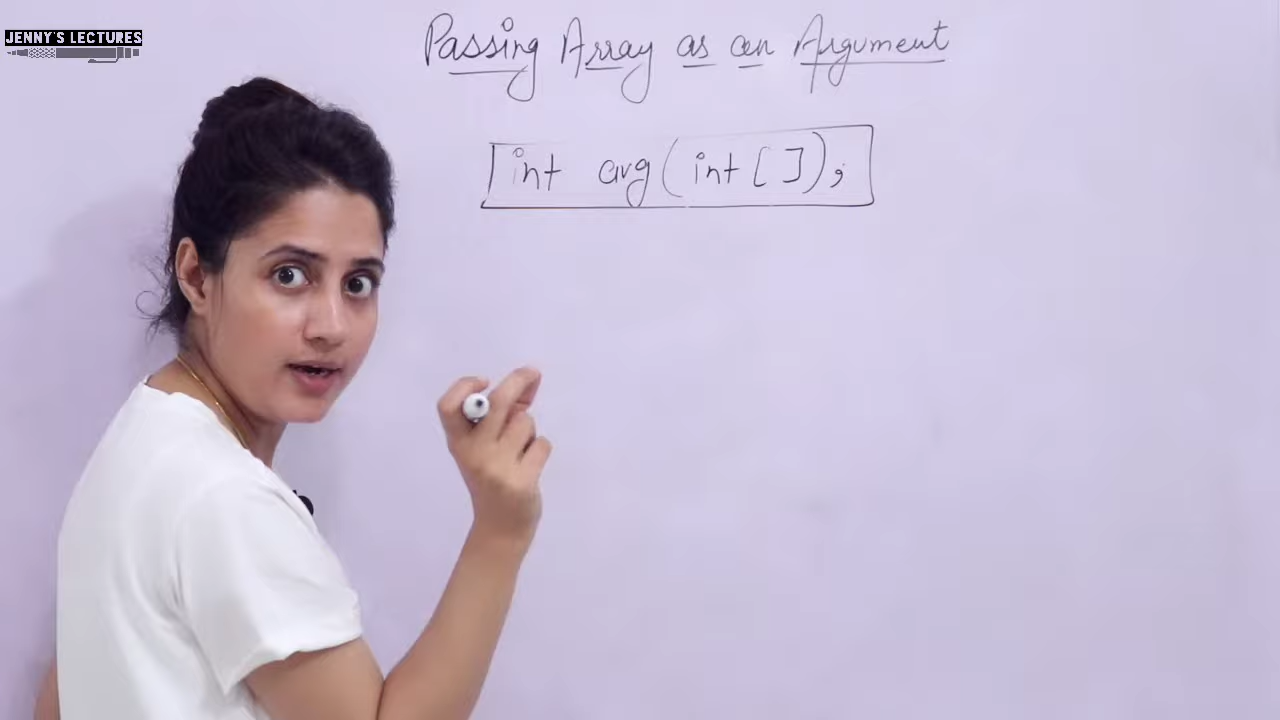 JENNY'S LECTURES
Passing Array as an Argument
int avg(int[]);